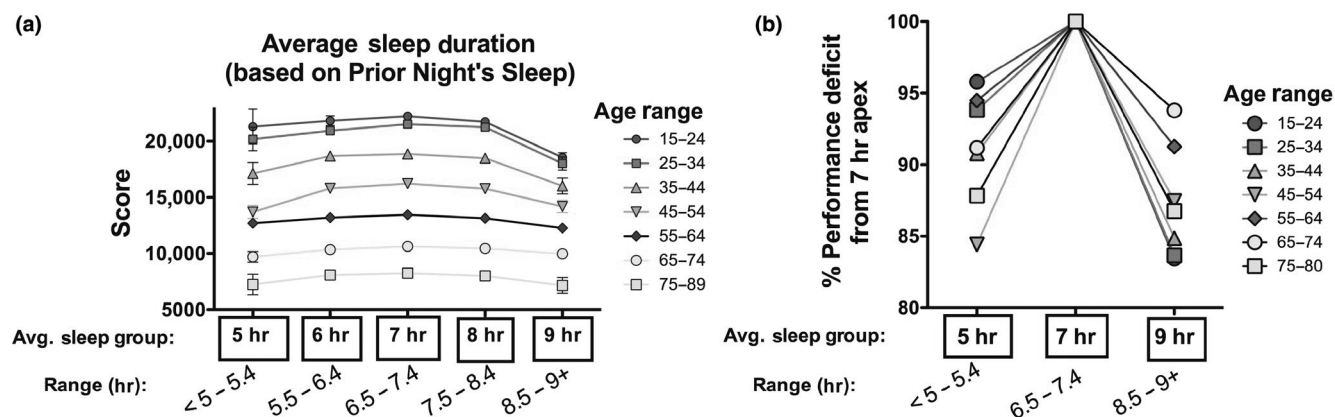 (a)
Average sleep duration
(based on Prior Night's Sleep)
Score
20,000
15,000
10,000
5000
Age range
15–24
25–34
35–44
45–54
55–64
65–74
75–89
Avg. sleep group:
5 hr
6 hr
7 hr
8 hr
9 hr
Range (hr):
< 5 – 5.4
5.5 – 6.4
6.5 – 7.4
7.5 – 8.4
8.5 – 9+
(b)
% Performance deficit
from 7 hr apex
100
95
90
85
80
Age range
15–24
25–34
35–44
45–54
55–64
65–74
75–80
Avg. sleep group:
5 hr
7 hr
9 hr
Range (hr):
< 5 – 5.4
6.5 – 7.4
8.5 – 9+